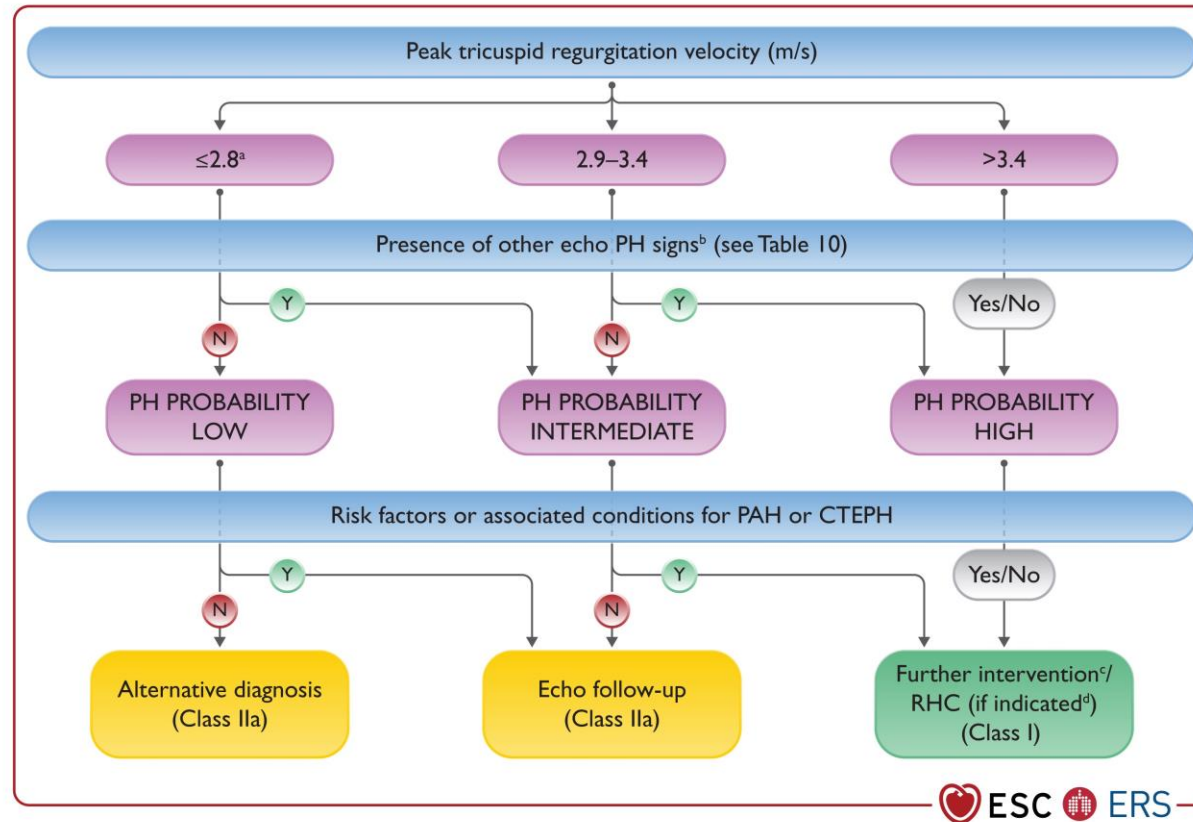 Peak tricuspid regurgitation velocity (m/s)
≤2.8ᵃ
2.9–3.4
>3.4
Presence of other echo PH signsᵇ (see Table 10)
Y
Y
Yes/No
N
N
PH PROBABILITY
LOW
PH PROBABILITY
INTERMEDIATE
PH PROBABILITY
HIGH
Risk factors or associated conditions for PAH or CTEPH
Y
Y
Yes/No
N
N
Alternative diagnosis
(Class IIa)
Echo follow-up
(Class IIa)
Further interventionᶜ/
RHC (if indicatedᵈ)
(Class I)
ESC ERS